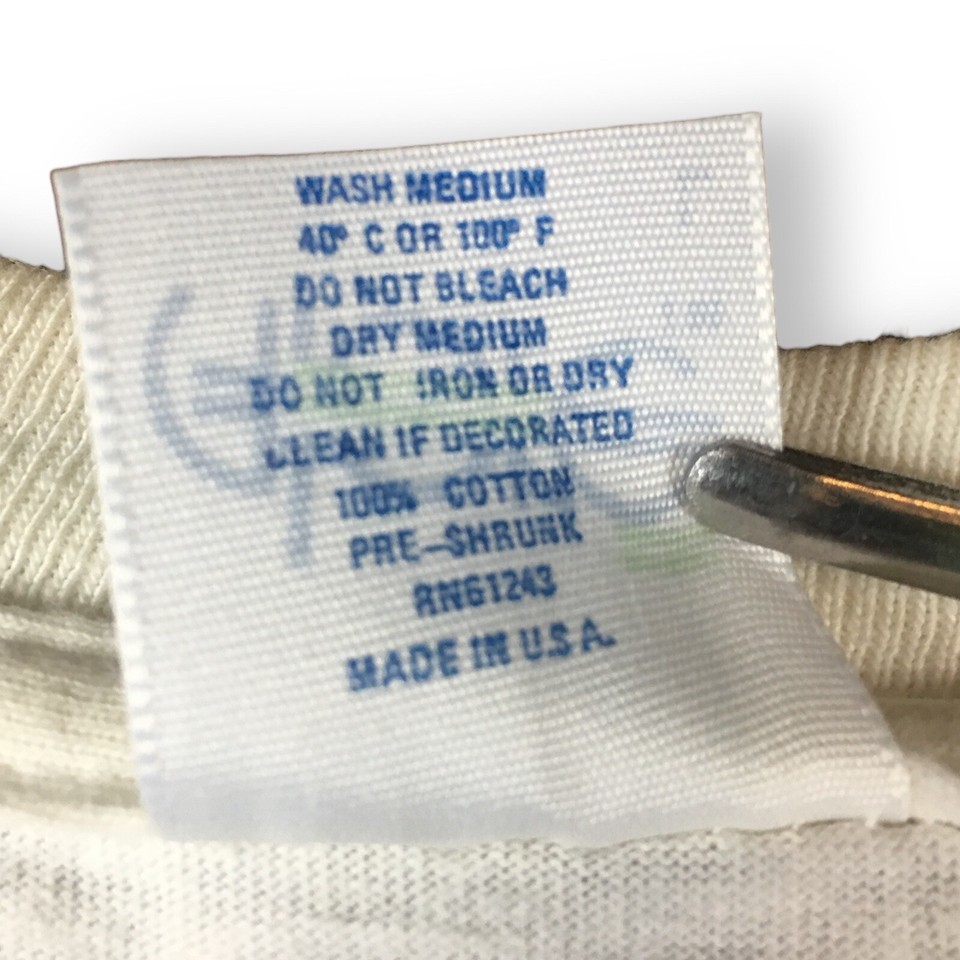 WASH MEDIUM
40° C OR 100° F
DO NOT BLEACH
DRY MEDIUM
DO NOT IRON OR DRY
CLEAN IF DECORATED
100% COTTON
PRE-SHRUNK
RN61243
MADE IN U.S.A.